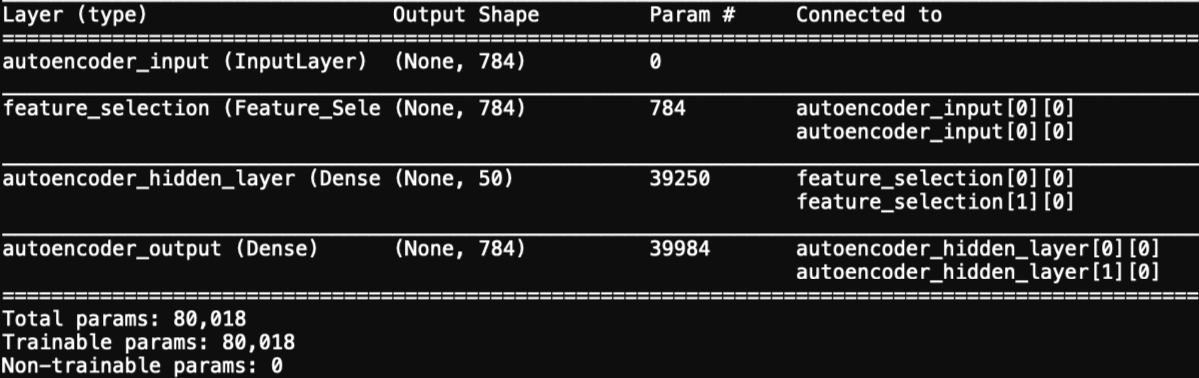 Layer (type) Output Shape Param # Connected to
==================================================================================================
autoencoder_input (InputLayer) (None, 784) 0
__________________________________________________________________________________________________
feature_selection (Feature_Sele (None, 784) 784 autoencoder_input[0][0]
autoencoder_input[0][0]
__________________________________________________________________________________________________
autoencoder_hidden_layer (Dense (None, 50) 39250 feature_selection[0][0]
feature_selection[1][0]
__________________________________________________________________________________________________
autoencoder_output (Dense) (None, 784) 39984 autoencoder_hidden_layer[0][0]
autoencoder_hidden_layer[1][0]
==================================================================================================
Total params: 80,018
Trainable params: 80,018
Non-trainable params: 0